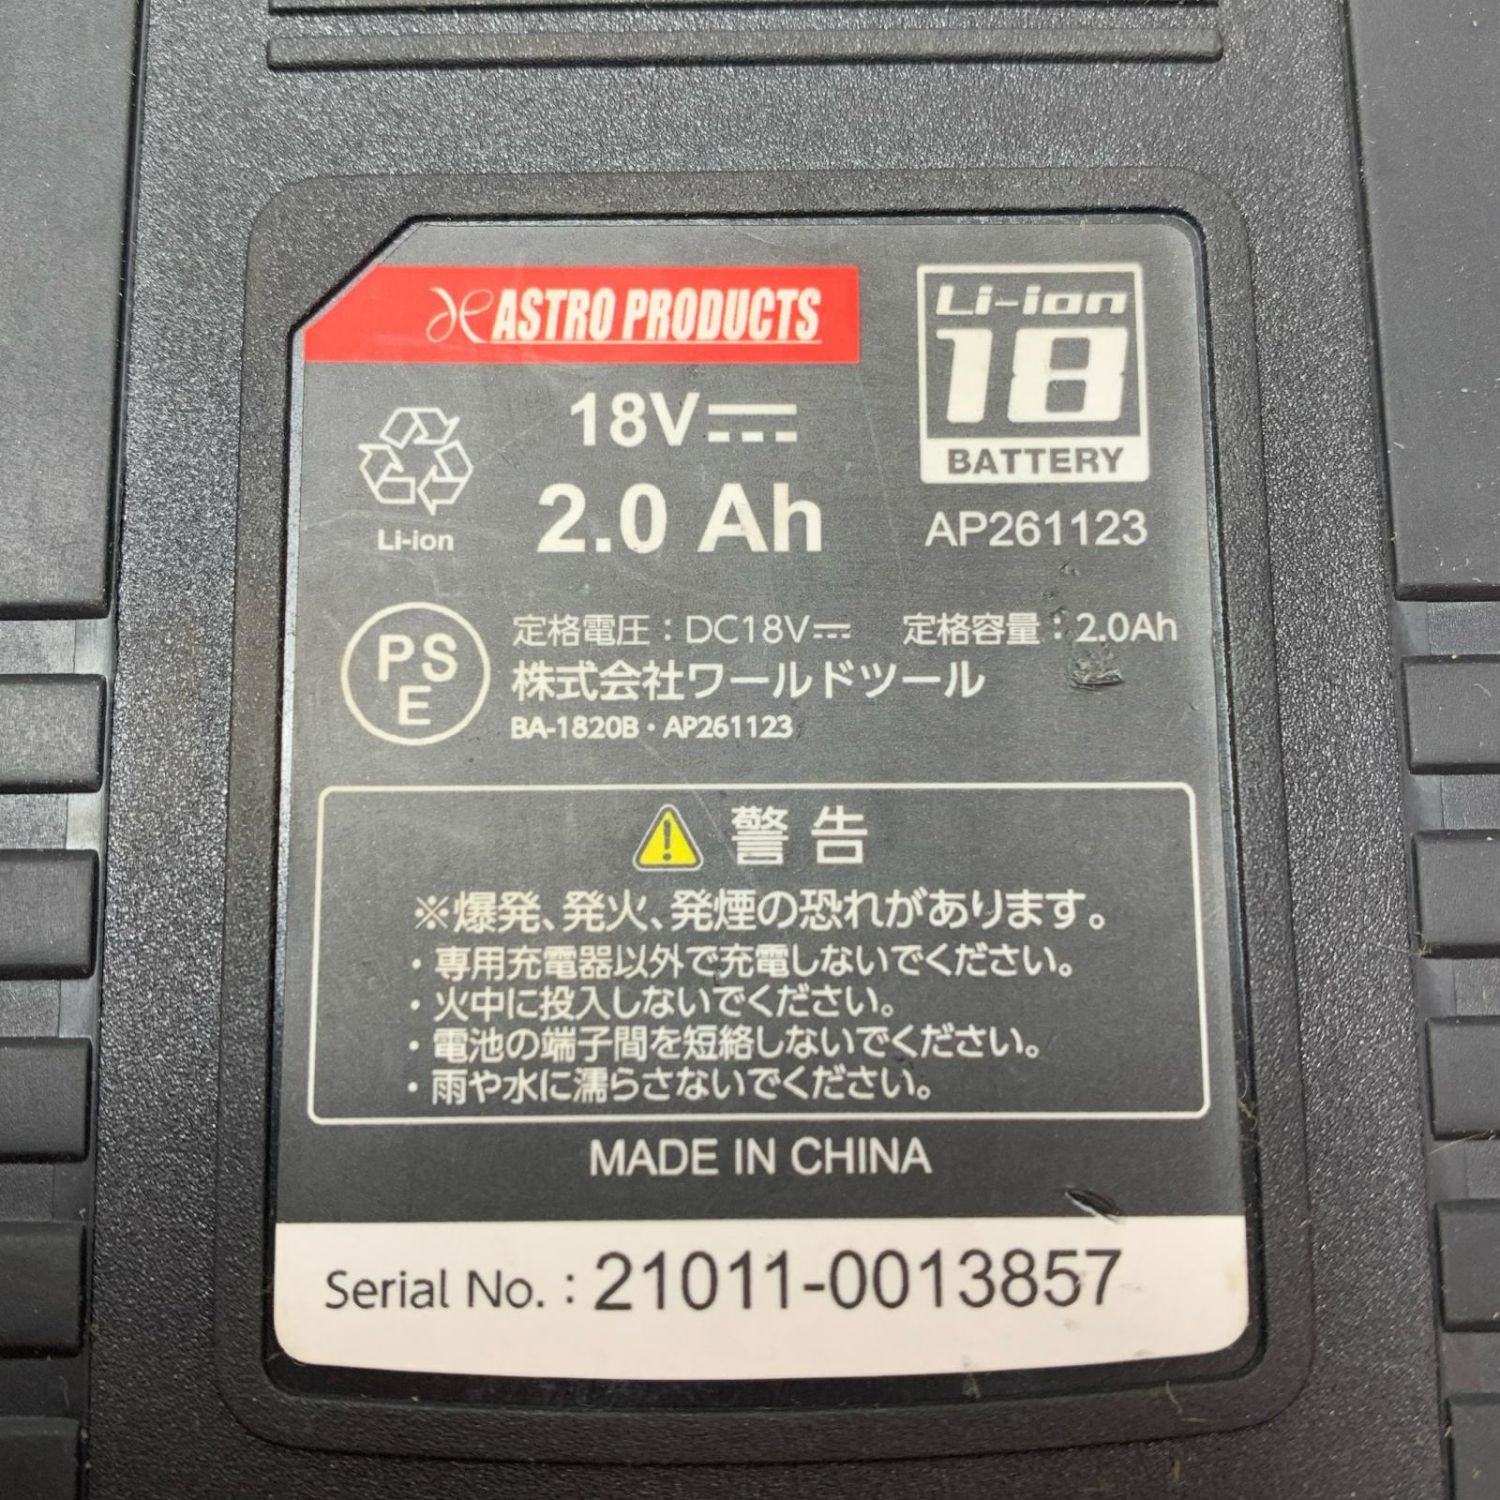 ASTRO PRODUCTS
Li-ion
18
BATTERY
AP261123
18V
2.0 Ah
Li-ion
PS
E
定格電圧：DC18V 定格容量：2.0Ah
株式会社ワールドツール
BA-1820B・AP261123
警告
※爆発、発火、発煙の恐れがあります。
・専用充電器以外で充電しないでください。
・火中に投入しないでください。
・電池の端子間を短絡しないでください。
・雨や水に濡らさないでください。
MADE IN CHINA
Serial No. : 21011-0013857